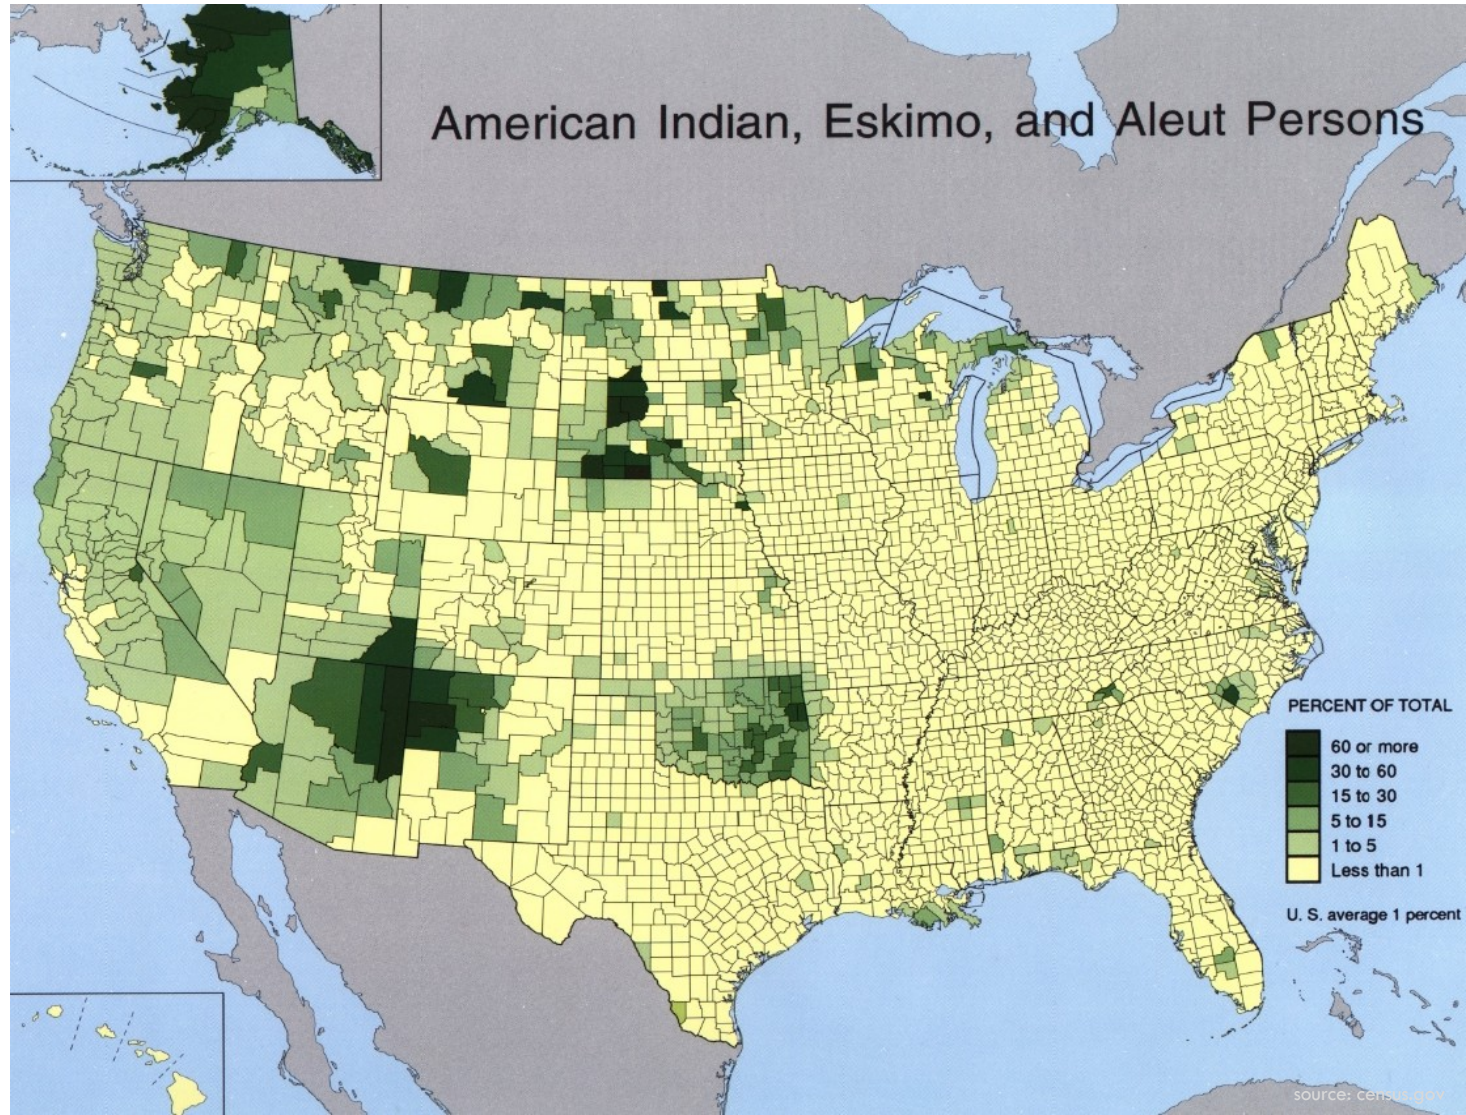 American Indian, Eskimo, and Aleut Persons
PERCENT OF TOTAL
60 or more
30 to 60
15 to 30
5 to 15
1 to 5
Less than 1
U. S. average 1 percent
source: census.gov